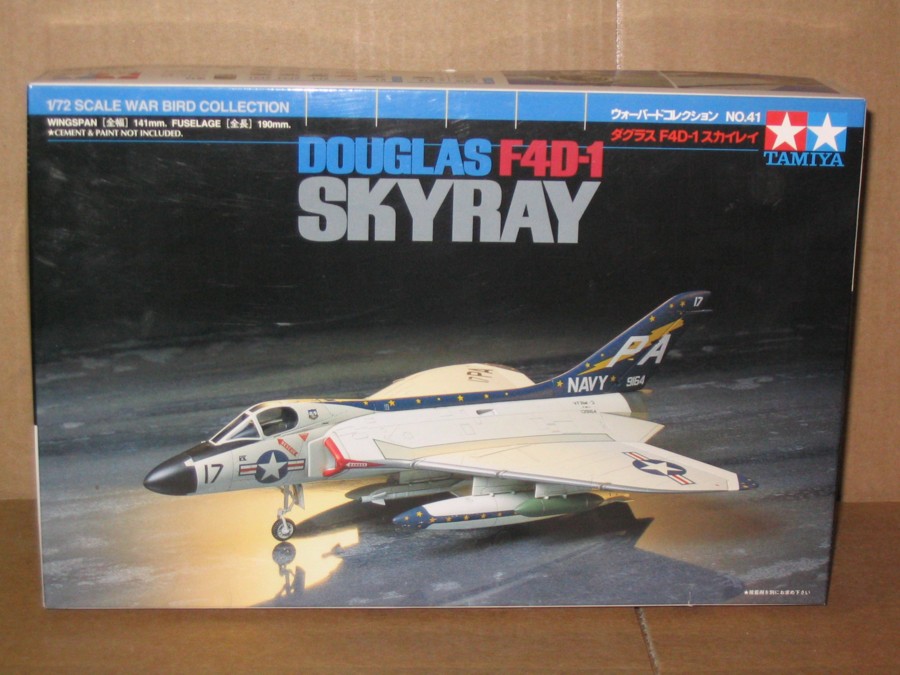 1/72 SCALE WAR BIRD COLLECTION
WINGSPAN [全幅] 141mm. FUSELAGE [全長] 190mm.
★CEMENT & PAINT NOT INCLUDED.
ウォーバードコレクション NO.41
ダグラス F4D-1 スカイレイ
TAMIYA
DOUGLAS F4D-1
SKYRAY
17
PA
NAVY 9164
17 PA
17